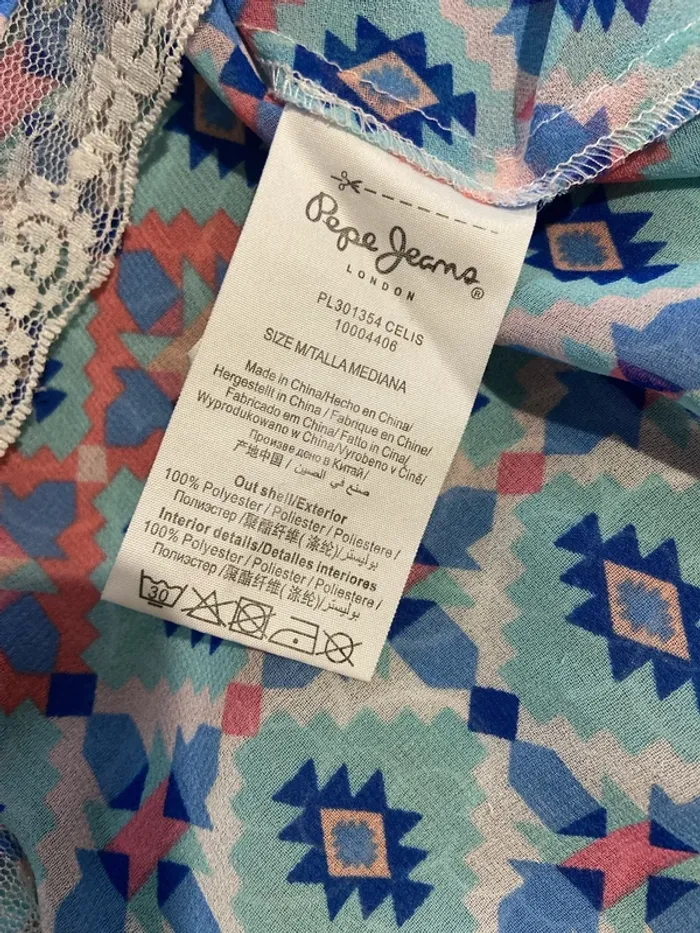 Pepe Jeans
LONDON ®
PL301354 CELIS
10004406
SIZE M/TALLA MEDIANA
Made in China/Hecho en China/
Hergestellt in China / Fabrique en Chine/
Fabricado em China/ Fatto in Cina/
Wyprodukowano w China/Vyrobeno v Číně/
Произве дено в Китай/
产地中国 / صنع في الصين
Out shell/Exterior
100% Polyester / Poliester / Poliestere /
Полиэстер /聚酯纤维(涤纶)/بوليستر
Interior details/Detalles interiores
100% Polyester / Poliester / Poliestere /
Полиэстер /聚酯纤维(涤纶)/بوليستر
30